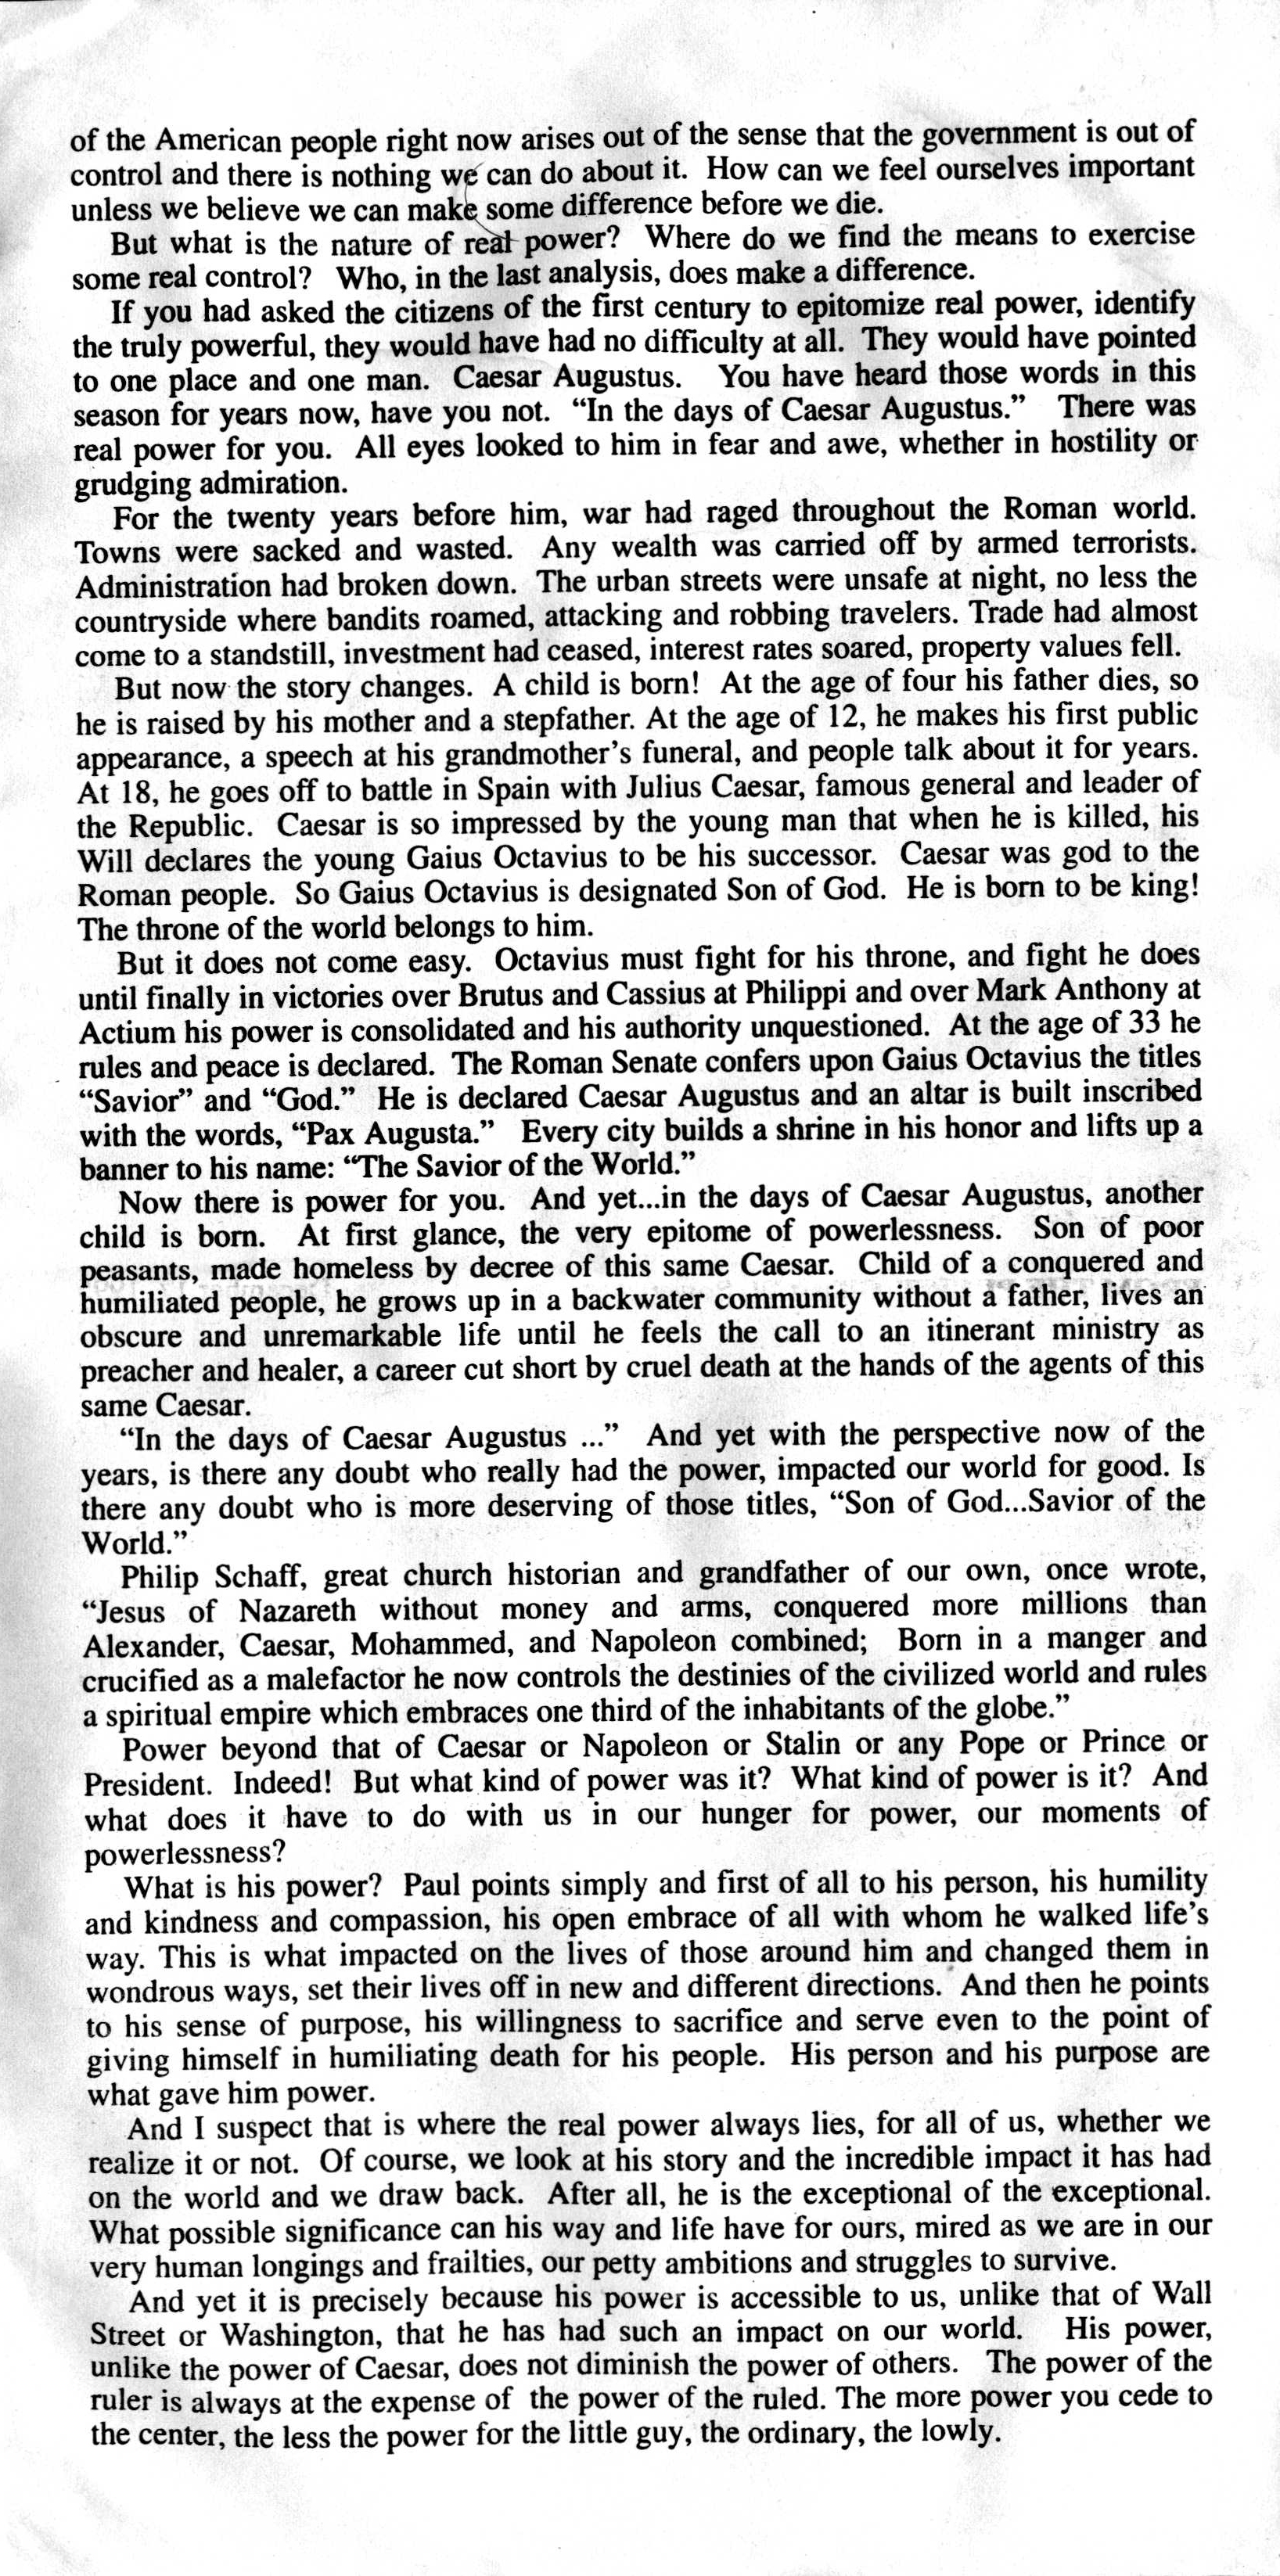 of the American people right now arises out of the sense that the government is out of
control and there is nothing we can do about it. How can we feel ourselves important
unless we believe we can make some difference before we die.
But what is the nature of real power? Where do we find the means to exercise
some real control? Who, in the last analysis, does make a difference.
If you had asked the citizens of the first century to epitomize real power, identify
the truly powerful, they would have had no difficulty at all. They would have pointed
to one place and one man. Caesar Augustus. You have heard those words in this
season for years now, have you not. “In the days of Caesar Augustus.” There was
real power for you. All eyes looked to him in fear and awe, whether in hostility or
grudging admiration.
For the twenty years before him, war had raged throughout the Roman world.
Towns were sacked and wasted. Any wealth was carried off by armed terrorists.
Administration had broken down. The urban streets were unsafe at night, no less the
countryside where bandits roamed, attacking and robbing travelers. Trade had almost
come to a standstill, investment had ceased, interest rates soared, property values fell.
But now the story changes. A child is born! At the age of four his father dies, so
he is raised by his mother and a stepfather. At the age of 12, he makes his first public
appearance, a speech at his grandmother’s funeral, and people talk about it for years.
At 18, he goes off to battle in Spain with Julius Caesar, famous general and leader of
the Republic. Caesar is so impressed by the young man that when he is killed, his
Will declares the young Gaius Octavius to be his successor. Caesar was god to the
Roman people. So Gaius Octavius is designated Son of God. He is born to be king!
The throne of the world belongs to him.
But it does not come easy. Octavius must fight for his throne, and fight he does
until finally in victories over Brutus and Cassius at Philippi and over Mark Anthony at
Actium his power is consolidated and his authority unquestioned. At the age of 33 he
rules and peace is declared. The Roman Senate confers upon Gaius Octavius the titles
“Savior” and “God.” He is declared Caesar Augustus and an altar is built inscribed
with the words, “Pax Augusta.” Every city builds a shrine in his honor and lifts up a
banner to his name: “The Savior of the World.”
Now there is power for you. And yet...in the days of Caesar Augustus, another
child is born. At first glance, the very epitome of powerlessness. Son of poor
peasants, made homeless by decree of this same Caesar. Child of a conquered and
humiliated people, he grows up in a backwater community without a father, lives an
obscure and unremarkable life until he feels the call to an itinerant ministry as
preacher and healer, a career cut short by cruel death at the hands of the agents of this
same Caesar.
“In the days of Caesar Augustus ...” And yet with the perspective now of the
years, is there any doubt who really had the power, impacted our world for good. Is
there any doubt who is more deserving of those titles, “Son of God...Savior of the
World.”
Philip Schaff, great church historian and grandfather of our own, once wrote,
“Jesus of Nazareth without money and arms, conquered more millions than
Alexander, Caesar, Mohammed, and Napoleon combined; Born in a manger and
crucified as a malefactor he now controls the destinies of the civilized world and rules
a spiritual empire which embraces one third of the inhabitants of the globe.”
Power beyond that of Caesar or Napoleon or Stalin or any Pope or Prince or
President. Indeed! But what kind of power was it? What kind of power is it? And
what does it have to do with us in our hunger for power, our moments of
powerlessness?
What is his power? Paul points simply and first of all to his person, his humility
and kindness and compassion, his open embrace of all with whom he walked life’s
way. This is what impacted on the lives of those around him and changed them in
wondrous ways, set their lives off in new and different directions. And then he points
to his sense of purpose, his willingness to sacrifice and serve even to the point of
giving himself in humiliating death for his people. His person and his purpose are
what gave him power.
And I suspect that is where the real power always lies, for all of us, whether we
realize it or not. Of course, we look at his story and the incredible impact it has had
on the world and we draw back. After all, he is the exceptional of the exceptional.
What possible significance can his way and life have for ours, mired as we are in our
very human longings and frailties, our petty ambitions and struggles to survive.
And yet it is precisely because his power is accessible to us, unlike that of Wall
Street or Washington, that he has had such an impact on our world. His power,
unlike the power of Caesar, does not diminish the power of others. The power of the
ruler is always at the expense of the power of the ruled. The more power you cede to
the center, the less the power for the little guy, the ordinary, the lowly.